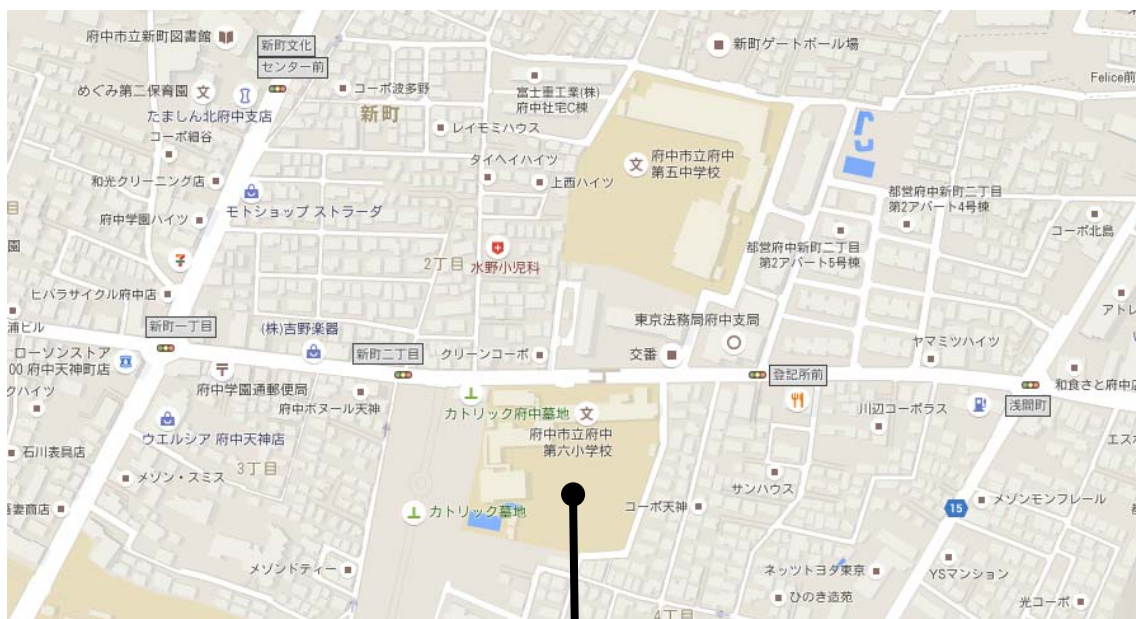 府中市立新町図書館
新町文化
センター前
新町ゲートボール場
Felice前
めぐみ第二保育園
コーポ波多野
富士重工業(株)
府中社宅C棟
たましん北府中支店
新町
レイモミハウス
コーポ細谷
タイヘイハイツ
府中市立府中
第五中学校
和光クリーニング店
上西ハイツ
モトショップ ストラーダ
都営府中新町二丁目
第2アパート4号棟
府中学園ハイツ
コーポ北島
園
都営府中新町二丁目
第2アパート5号棟
2丁目
水野小児科
ヒバラサイクル府中店
アトレ
浦ビル
新町一丁目
(株)吉野楽器
東京法務局府中支局
ローソンストア
00 府中天神町店
新町二丁目
クリーンコーポ
交番
ヤマミツハイツ
登記所前
クハイツ
府中学園通郵便局
府中ボヌール天神
和食さと府中店
カトリック府中墓地
川辺コーポラス
浅間町
府中市立府中
第六小学校
ウエルシア 府中天神店
石川表具店
3丁目
エスポ
メゾン・スミス
サンハウス
吾妻商店
カトリック墓地
コーポ天神
15
メゾンモンフレール
メゾンドティー
ネッツトヨタ東京
YSマンション
ひのき造苑
光コーポ
4丁目